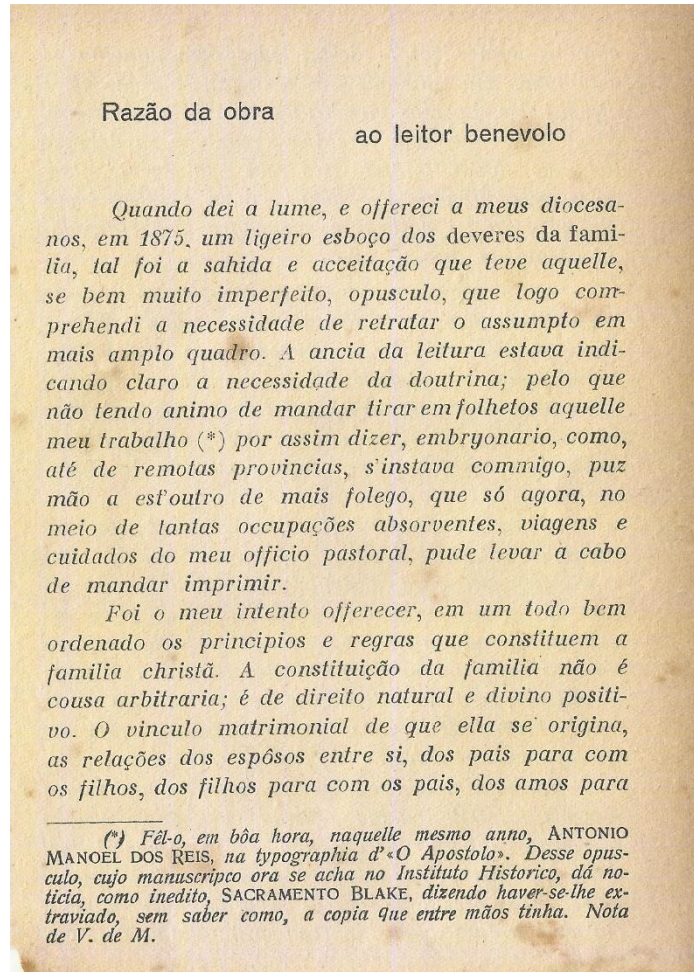 Razão da obra
ao leitor benevolo
Quando dei a lume, e offereci a meus diocesa-
nos, em 1875, um ligeiro esboço dos deveres da fami-
lia, tal foi a sahida e acceitação que teve aquelle,
se bem muito imperfeito, opusculo, que logo com-
prehendi a necessidade de retratar o assumpto em
mais amplo quadro. A ancia da leitura estava indi-
cando claro a necessidade da doutrina; pelo que
não tendo animo de mandar tirar em folhetos aquelle
meu trabalho (*) por assim dizer, embryonario, como,
até de remotas provincias, s'instava commigo, puz
mão a est'outro de mais folego, que só agora, no
meio de tantas occupações absorventes, viagens e
cuidados do meu officio pastoral, pude levar à cabo
de mandar imprimir.
Foi o meu intento offerecer, em um todo bem
ordenado os principios e regras que constituem a
familia christã. A constituição da familia não é
cousa arbitraria; é de direito natural e divino positi-
vo. O vinculo matrimonial de que ella se origina,
as relações dos espôsos entre si, dos pais para com
os filhos, dos filhos para com os pais, dos amos para
(*) Fêl-o, em bôa hora, naquelle mesmo anno, ANTONIO
MANOEL DOS REIS, na typographia d'«O Apostolo». Desse opus-
culo, cujo manuscripco ora se acha no Instituto Historico, dá no-
ticia, como inedito, SACRAMENTO BLAKE, dizendo haver-se-lhe ex-
traviado, sem saber como, a copia que entre mãos tinha. Nota
de V. de M.